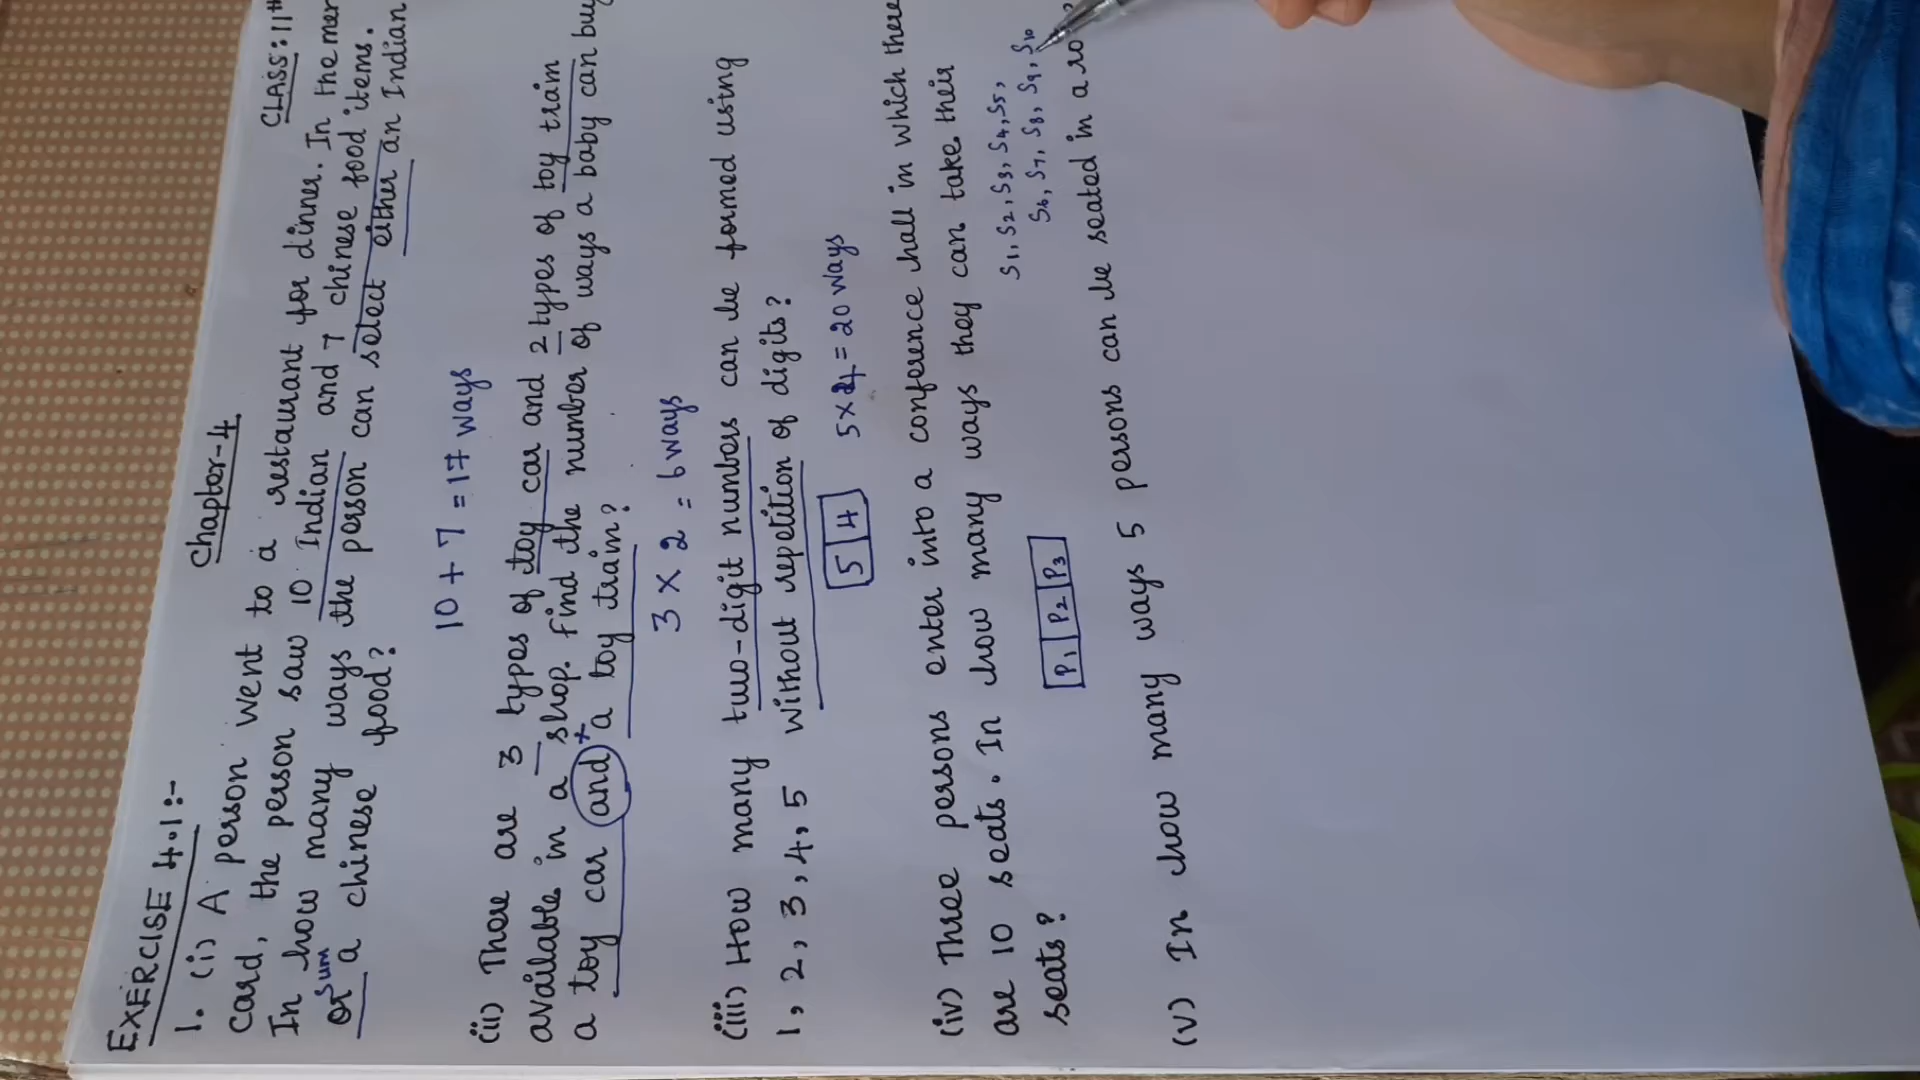 Chapter-4
CLASS:11th
EXERCISE 4.1:-
1. (i) A person went to a restaurant for dinner. In the men
card, the person saw 10 Indian and 7 chinese food items.
In how many ways the person can select either an Indian
sum
or a chinese food?
10 + 7 = 17 ways
(ii) There are 3 types of toy car and 2 types of toy train
available in a shop. Find the number of ways a baby can buy
x
a toy car and a toy train?
3 × 2 = 6 ways
(iii) How many two-digit numbers can be formed using
1, 2, 3, 4, 5 without repetition of digits?
5 4 5 × 4 = 20 ways
(iv) Three persons enter into a conference hall in which there
are 10 seats. In how many ways they can take their
seats?
S1, S2, S3, S4, S5,
P1 P2 P3 S6, S7, S8, S9, S10
(v) In how many ways 5 persons can be seated in a ro